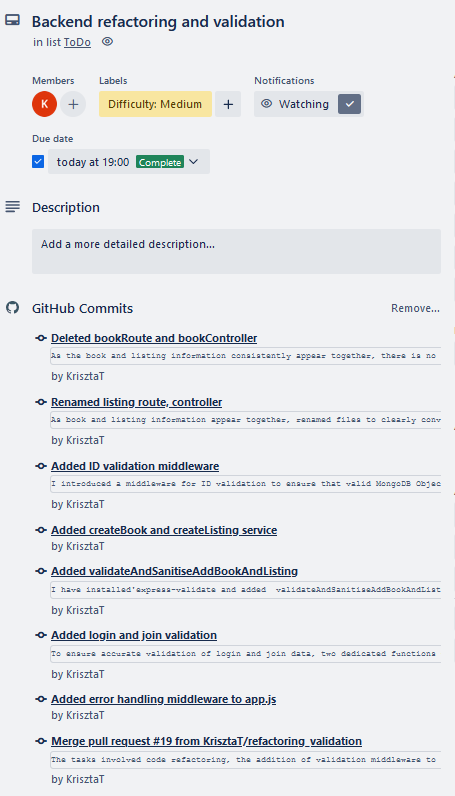 Backend refactoring and validation
in list ToDo
Members Labels Notifications
K + Difficulty: Medium + Watching
Due date
today at 19:00 Complete
Description
Add a more detailed description...
GitHub Commits Remove...
Deleted bookRoute and bookController
As the book and listing information consistently appear together, there is no
by KrisztaT
Renamed listing route, controller
As book and listing information appear together, renamed files to clearly conv
by KrisztaT
Added ID validation middleware
I introduced a middleware for ID validation to ensure that valid MongoDB Objec
by KrisztaT
Added createBook and createListing service
by KrisztaT
Added validateAndSanitiseAddBookAndListing
I have installed'express-validate and added validateAndSanitiseAddBookAndList
by KrisztaT
Added login and join validation
To ensure accurate validation of login and join data, two dedicated functions
by KrisztaT
Added error handling middleware to app.js
by KrisztaT
Merge pull request #19 from KrisztaT/refactoring_validation
The tasks involved code refactoring, the addition of validation middleware to
by KrisztaT